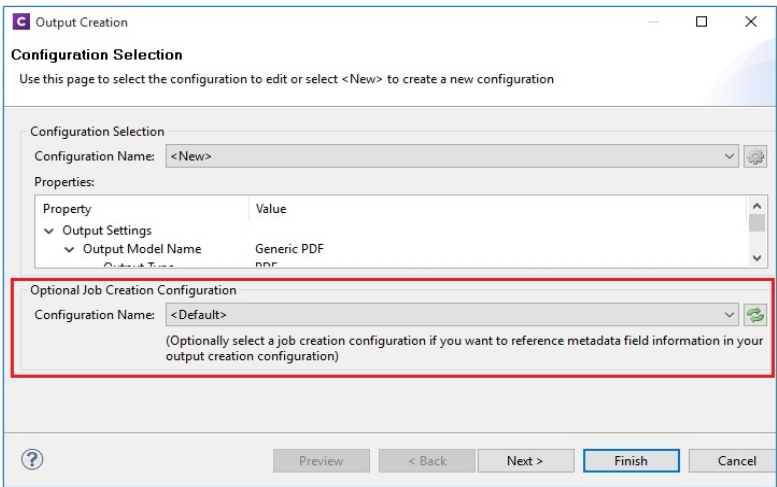 C Output Creation
Configuration Selection
Use this page to select the configuration to edit or select <New> to create a new configuration
Configuration Selection
Configuration Name: <New>
Properties:
Property Value
Output Settings
Output Model Name Generic PDF
Output Type PDF
Optional Job Creation Configuration
Configuration Name: <Default>
(Optionally select a job creation configuration if you want to reference metadata field information in your
output creation configuration)
? Preview < Back Next > Finish Cancel